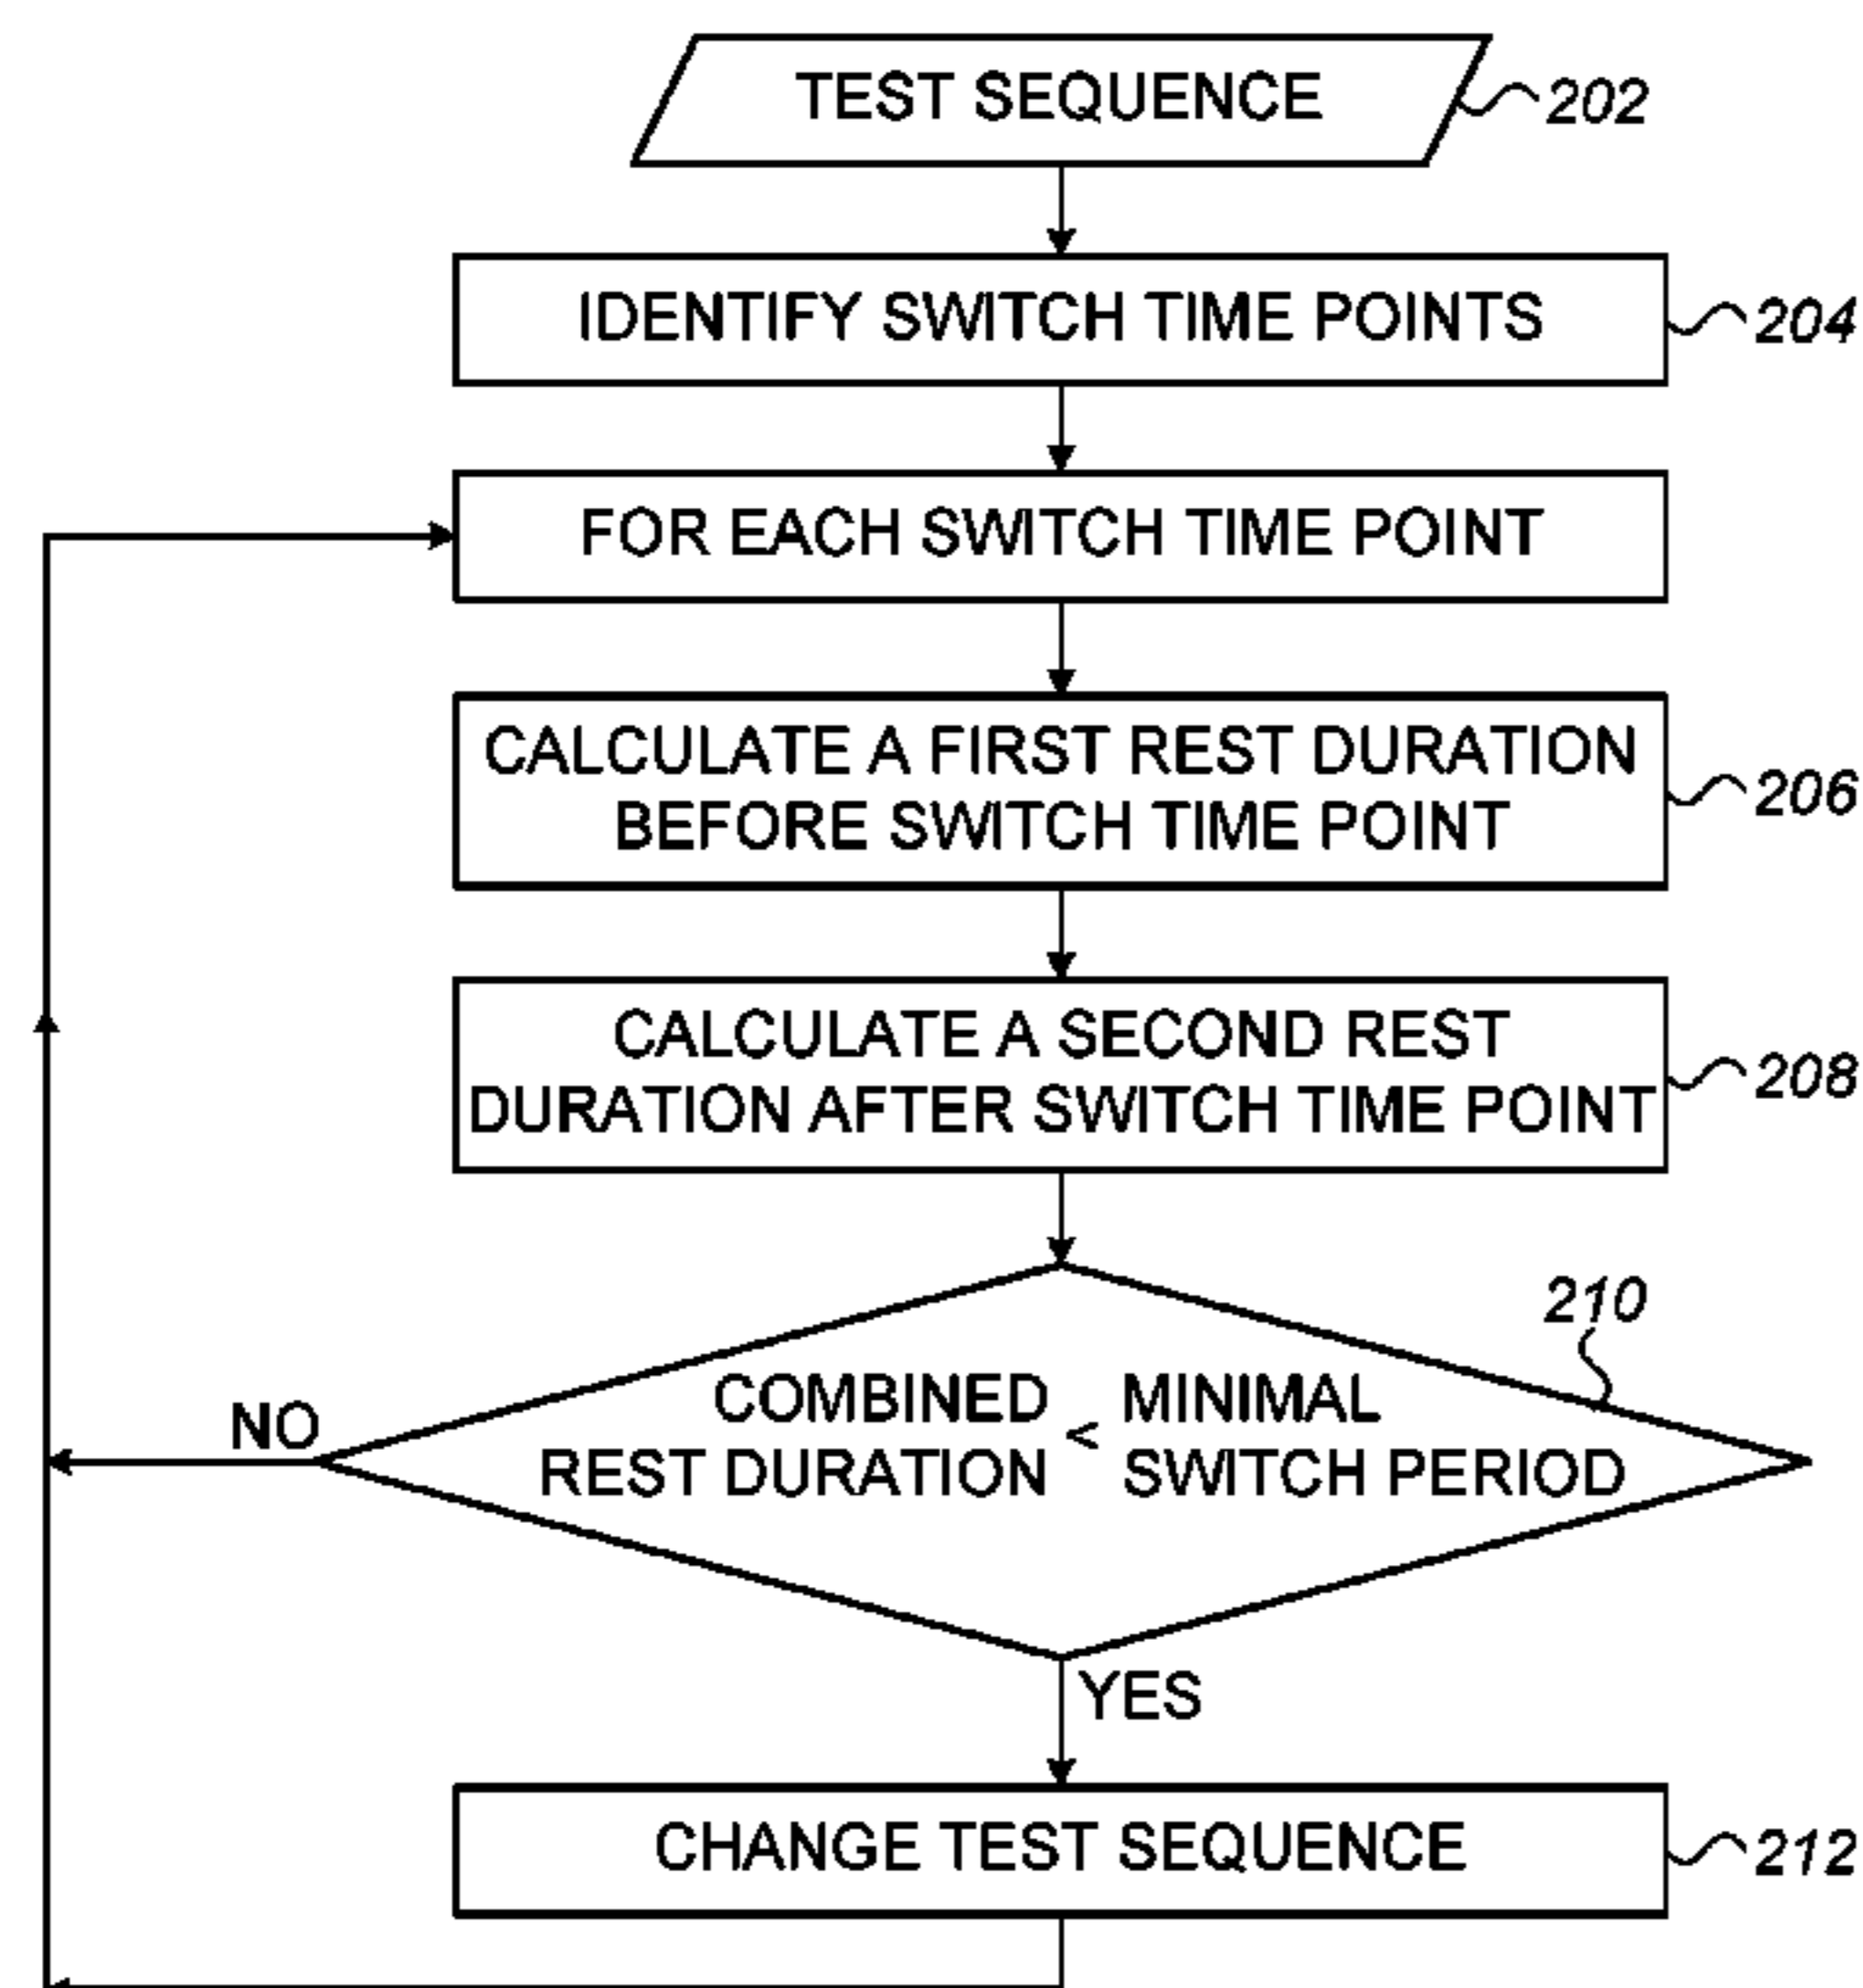 TEST SEQUENCE
202
IDENTIFY SWITCH TIME POINTS
204
FOR EACH SWITCH TIME POINT
CALCULATE A FIRST REST DURATION
BEFORE SWITCH TIME POINT
206
CALCULATE A SECOND REST
DURATION AFTER SWITCH TIME POINT
208
210
COMBINED < MINIMAL
REST DURATION SWITCH PERIOD
NO
YES
CHANGE TEST SEQUENCE
212